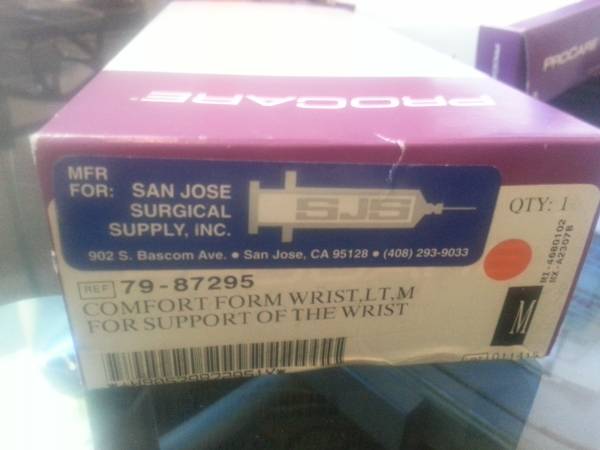 PROCARE
PROCARE
MFR
FOR:
SAN JOSE
SURGICAL
SUPPLY, INC.
SJS
902 S. Bascom Ave. • San Jose, CA 95128 • (408) 293-9033
QTY: 1
REF 79-87295
COMFORT FORM WRIST,LT,M
FOR SUPPORT OF THE WRIST
M